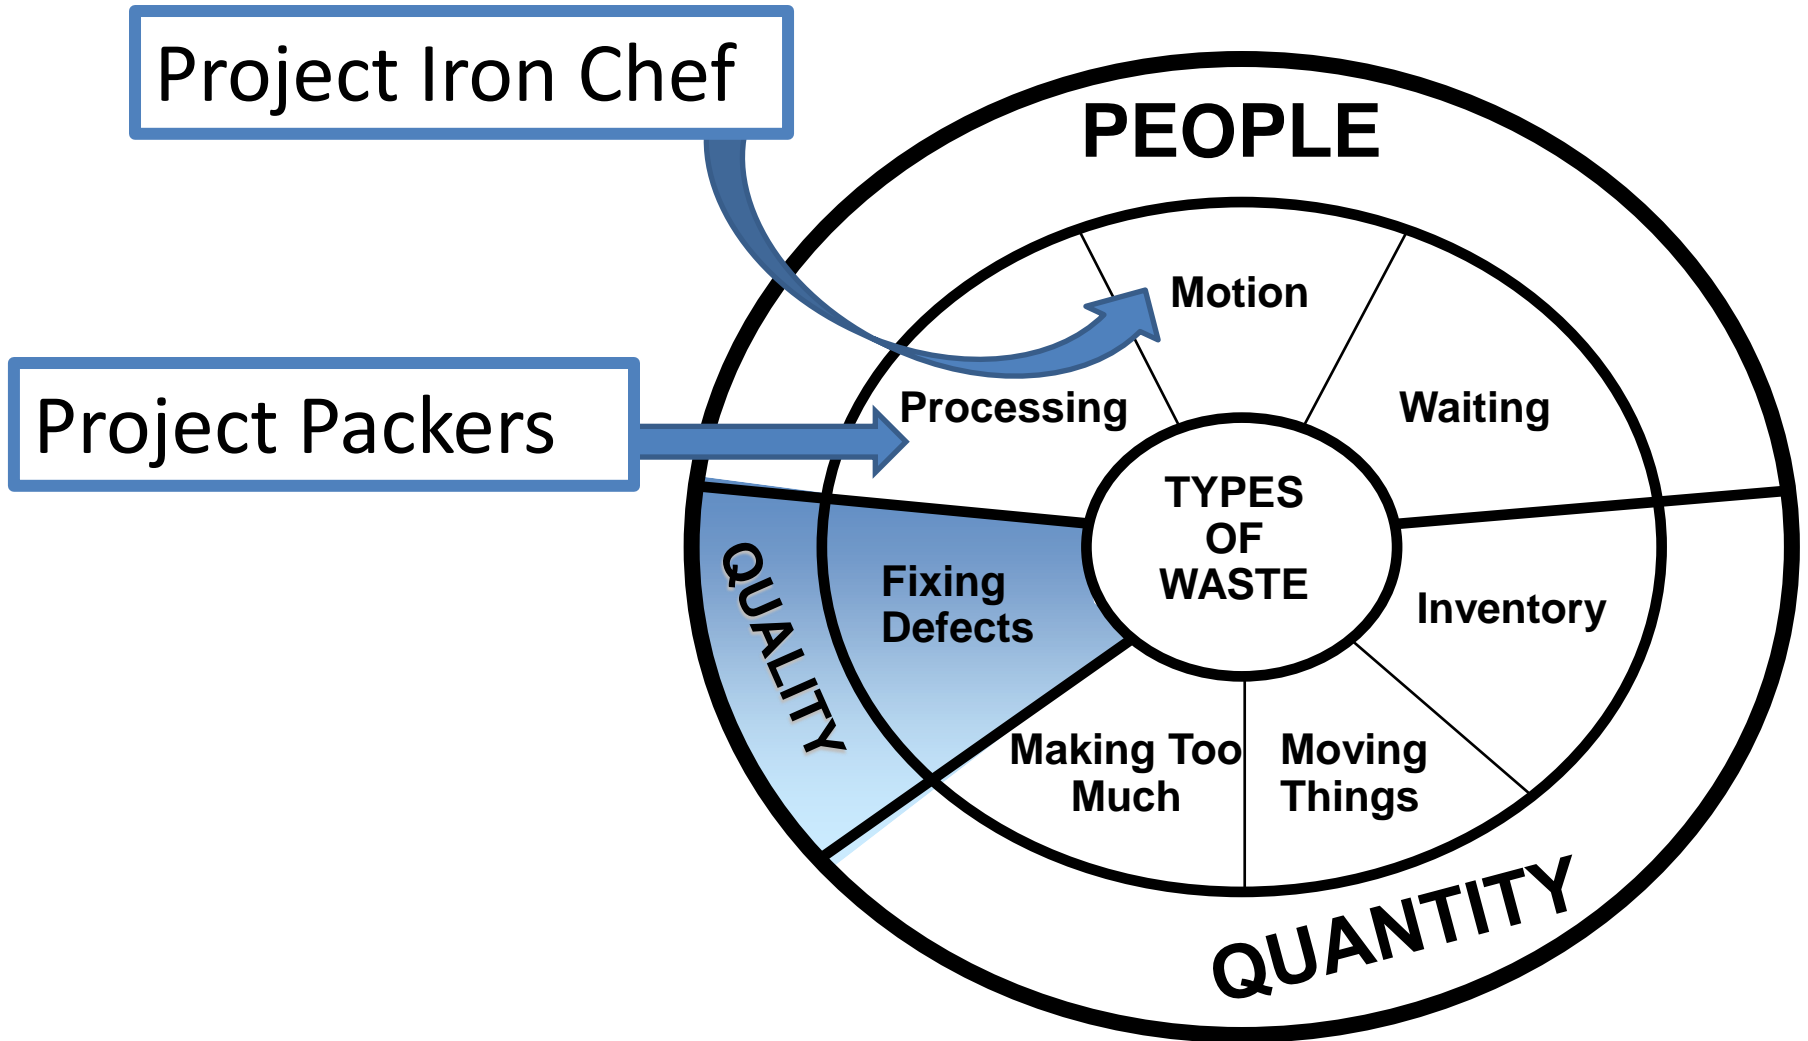 Project Iron Chef
PEOPLE
Motion
Project Packers
Processing
Waiting
TYPES
OF
WASTE
QUALITY
Fixing
Defects
Inventory
Making Too
Much
Moving
Things
QUANTITY